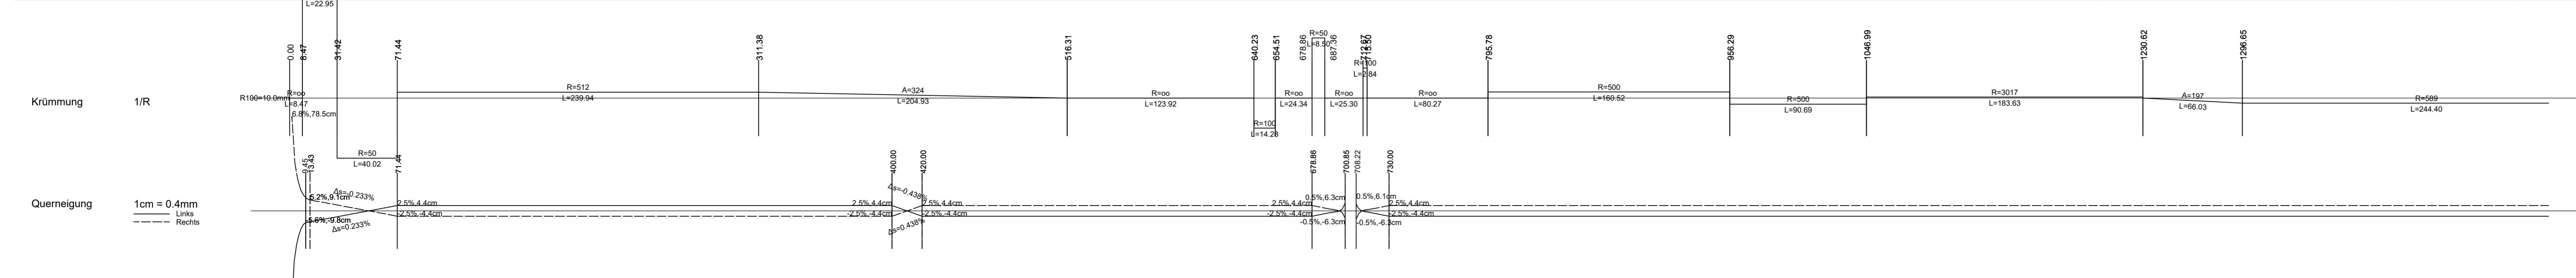 L=22.95
0.00
8.47
31.42
71.44
311.38
516.31
640.23
654.51
678.86
687.36
712.67
715.50
795.78
956.29
1046.99
1230.62
1296.65
R=50
L=8.50
R=100
L=2.84
Krümmung
1/R
R100=10.0mm
R=oo
L=8.47
R=512
L=239.94
A=324
L=204.93
R=oo
L=123.92
R=oo
L=24.34
R=oo
L=25.30
R=oo
L=80.27
R=500
L=160.52
R=500
L=90.69
R=3017
L=183.63
A=197
L=66.03
R=589
L=244.40
6.8%,78.5cm
R=100
L=14.28
R=50
L=40.02
9.45
13.43
71.44
400.00
420.00
678.86
700.85
708.22
730.00
Querneigung
1cm = 0.4mm
Links
Rechts
5.2%,9.1cm
Δs=-0.233%
-5.6%,-9.8cm
Δs=0.233%
2.5%,4.4cm
-2.5%,-4.4cm
2.5%,4.4cm
-2.5%,-4.4cm
Δs=-0.438%
Δs=0.438%
2.5%,4.4cm
-2.5%,-4.4cm
2.5%,4.4cm
-2.5%,-4.4cm
0.5%,6.3cm
-0.5%,-6.3cm
0.5%,6.1cm
-0.5%,-6.3cm
2.5%,4.4cm
-2.5%,-4.4cm